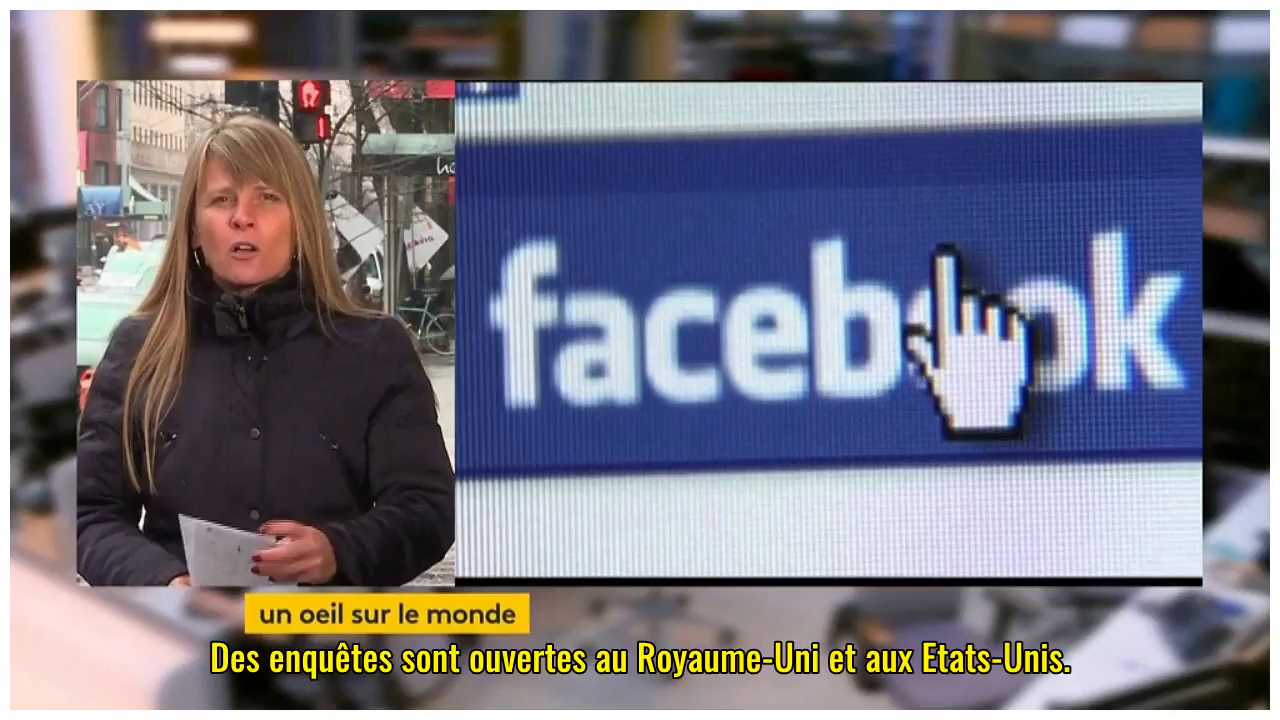 facebook
un oeil sur le monde
Des enquêtes sont ouvertes au Royaume-Uni et aux Etats-Unis.